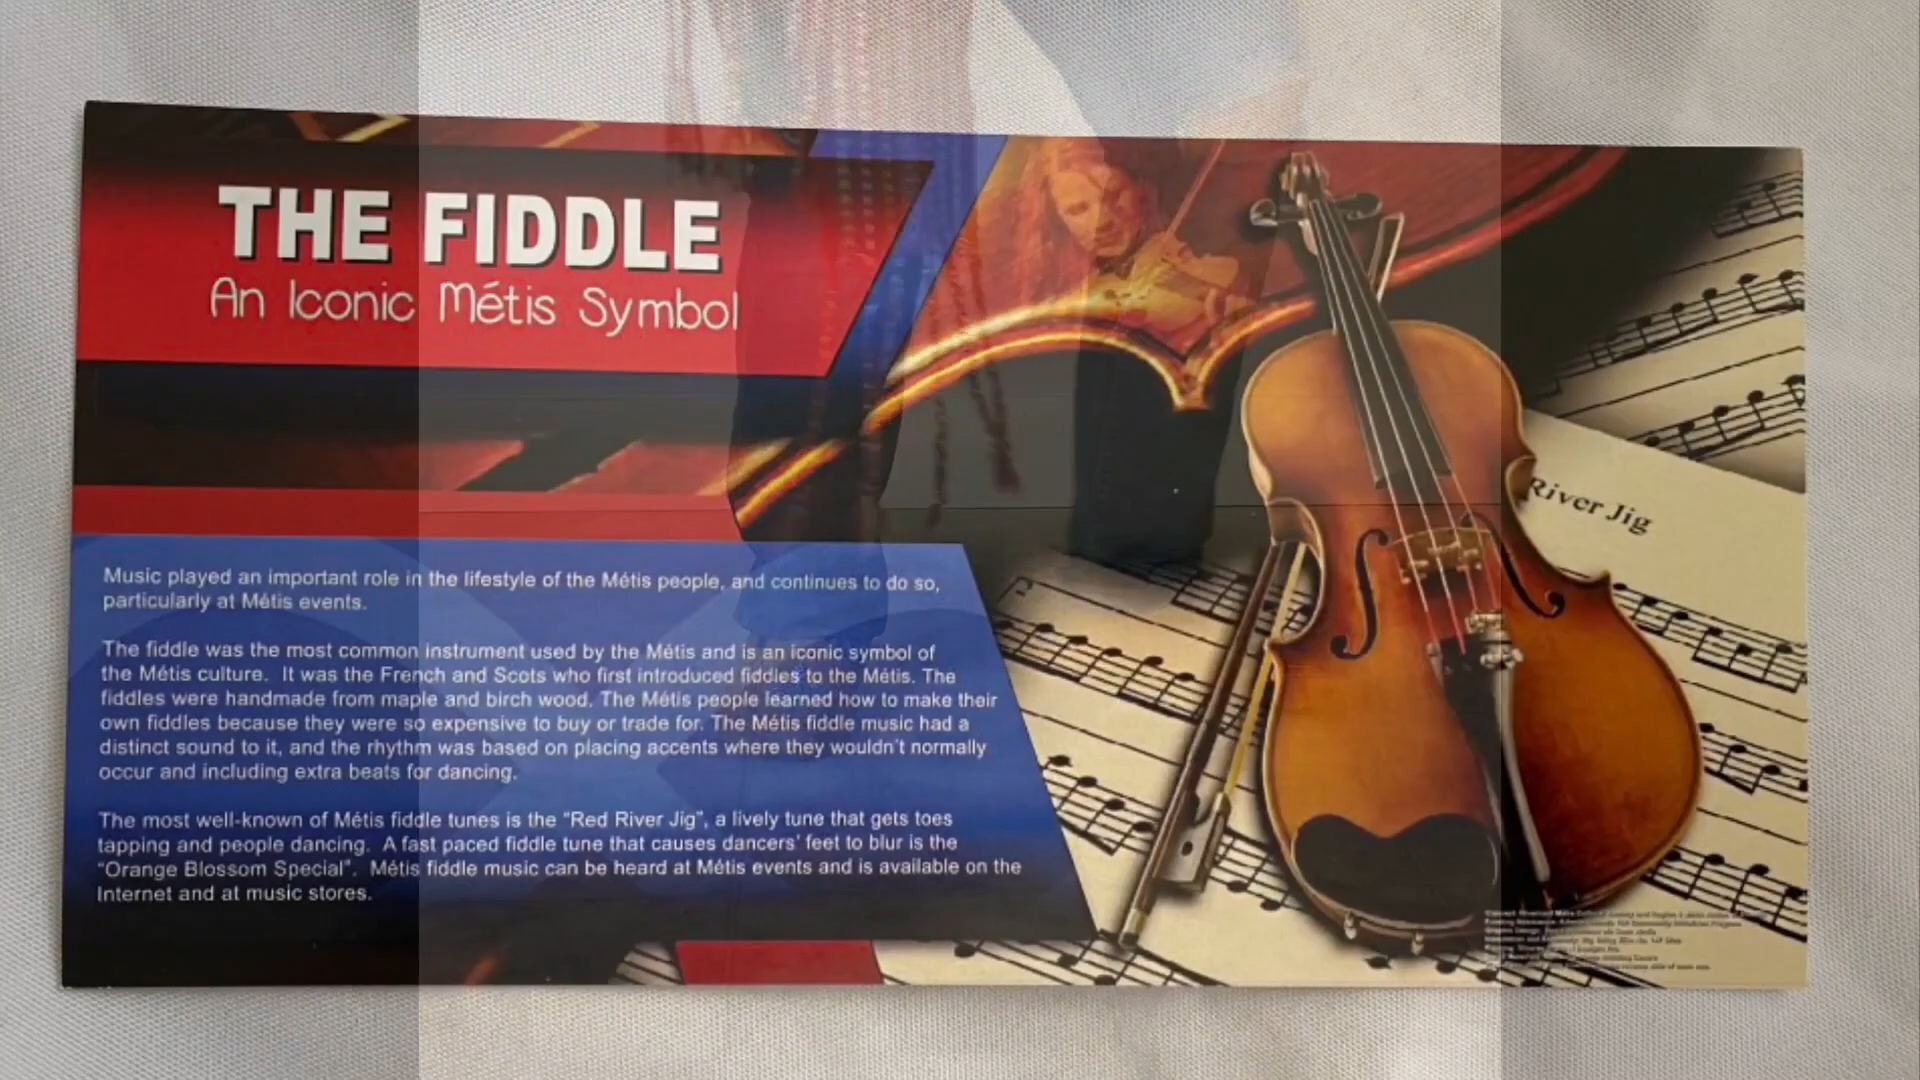 THE FIDDLE
An Iconic Métis Symbol
River Jig
Music played an important role in the lifestyle of the Métis people, and continues to do so,
particularly at Métis events.
The fiddle was the most common instrument used by the Métis and is an iconic symbol of
the Métis culture. It was the French and Scots who first introduced fiddles to the Métis. The
fiddles were handmade from maple and birch wood. The Métis people learned how to make their
own fiddles because they were so expensive to buy or trade for. The Métis fiddle music had a
distinct sound to it, and the rhythm was based on placing accents where they wouldn't normally
occur and including extra beats for dancing.
The most well-known of Métis fiddle tunes is the “Red River Jig”, a lively tune that gets toes
tapping and people dancing. A fast paced fiddle tune that causes dancers' feet to blur is the
“Orange Blossom Special”. Métis fiddle music can be heard at Métis events and is available on the
Internet and at music stores.